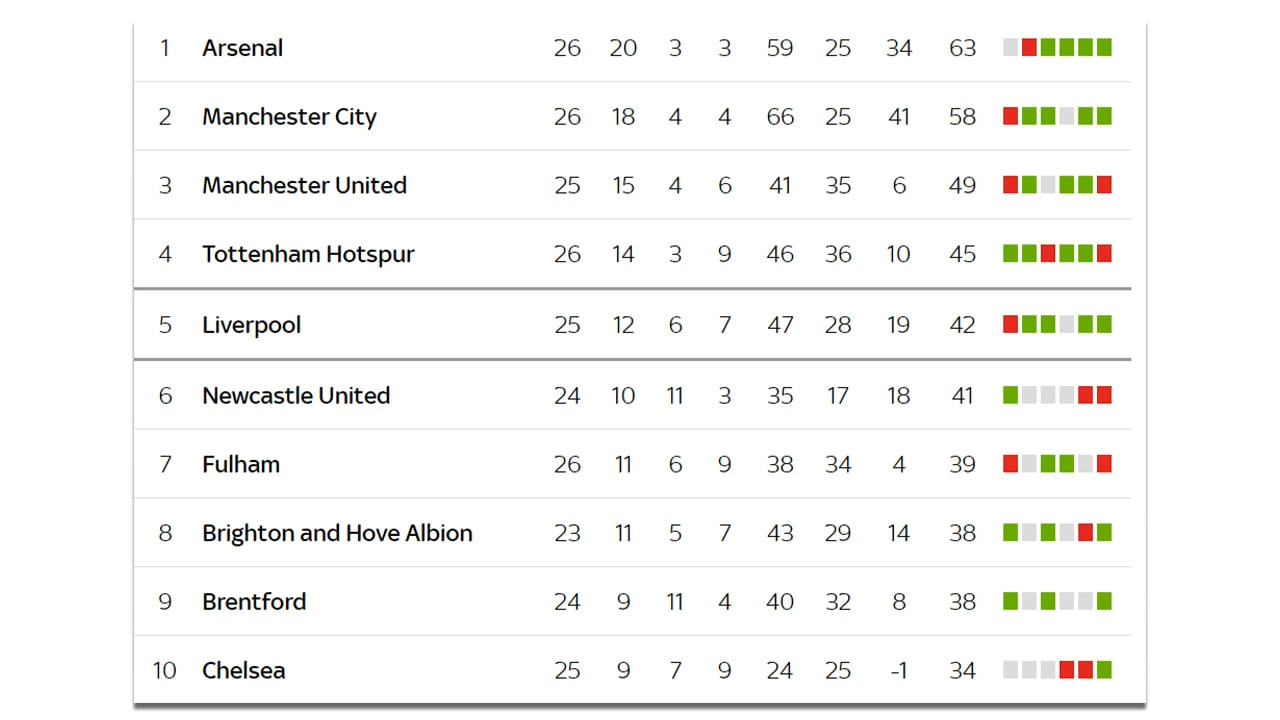 1 Arsenal 26 20 3 3 59 25 34 63
2 Manchester City 26 18 4 4 66 25 41 58
3 Manchester United 25 15 4 6 41 35 6 49
4 Tottenham Hotspur 26 14 3 9 46 36 10 45
5 Liverpool 25 12 6 7 47 28 19 42
6 Newcastle United 24 10 11 3 35 17 18 41
7 Fulham 26 11 6 9 38 34 4 39
8 Brighton and Hove Albion 23 11 5 7 43 29 14 38
9 Brentford 24 9 11 4 40 32 8 38
10 Chelsea 25 9 7 9 24 25 -1 34